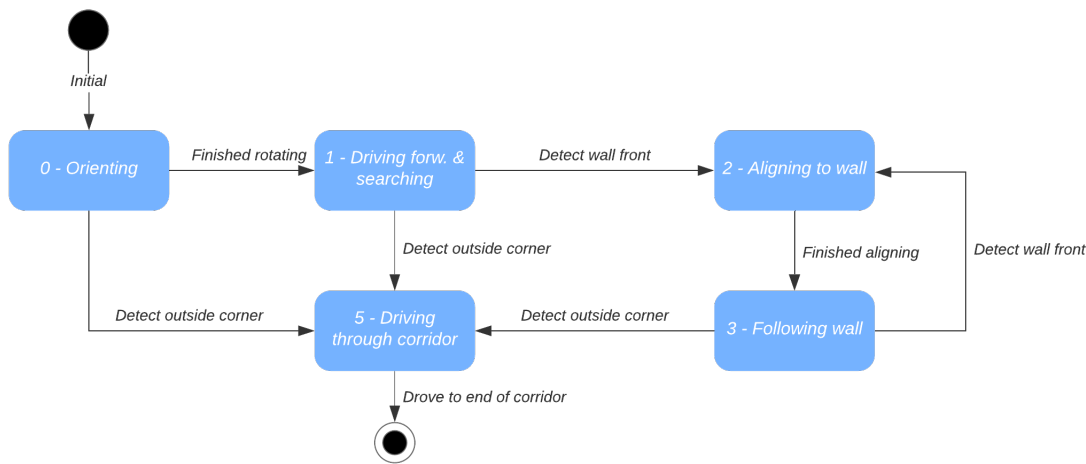 Initial
0 - Orienting
Finished rotating
1 - Driving forw. &
searching
Detect wall front
2 - Aligning to wall
Detect outside corner
Finished aligning
Detect wall front
Detect outside corner
5 - Driving
through corridor
Detect outside corner
3 - Following wall
Drove to end of corridor